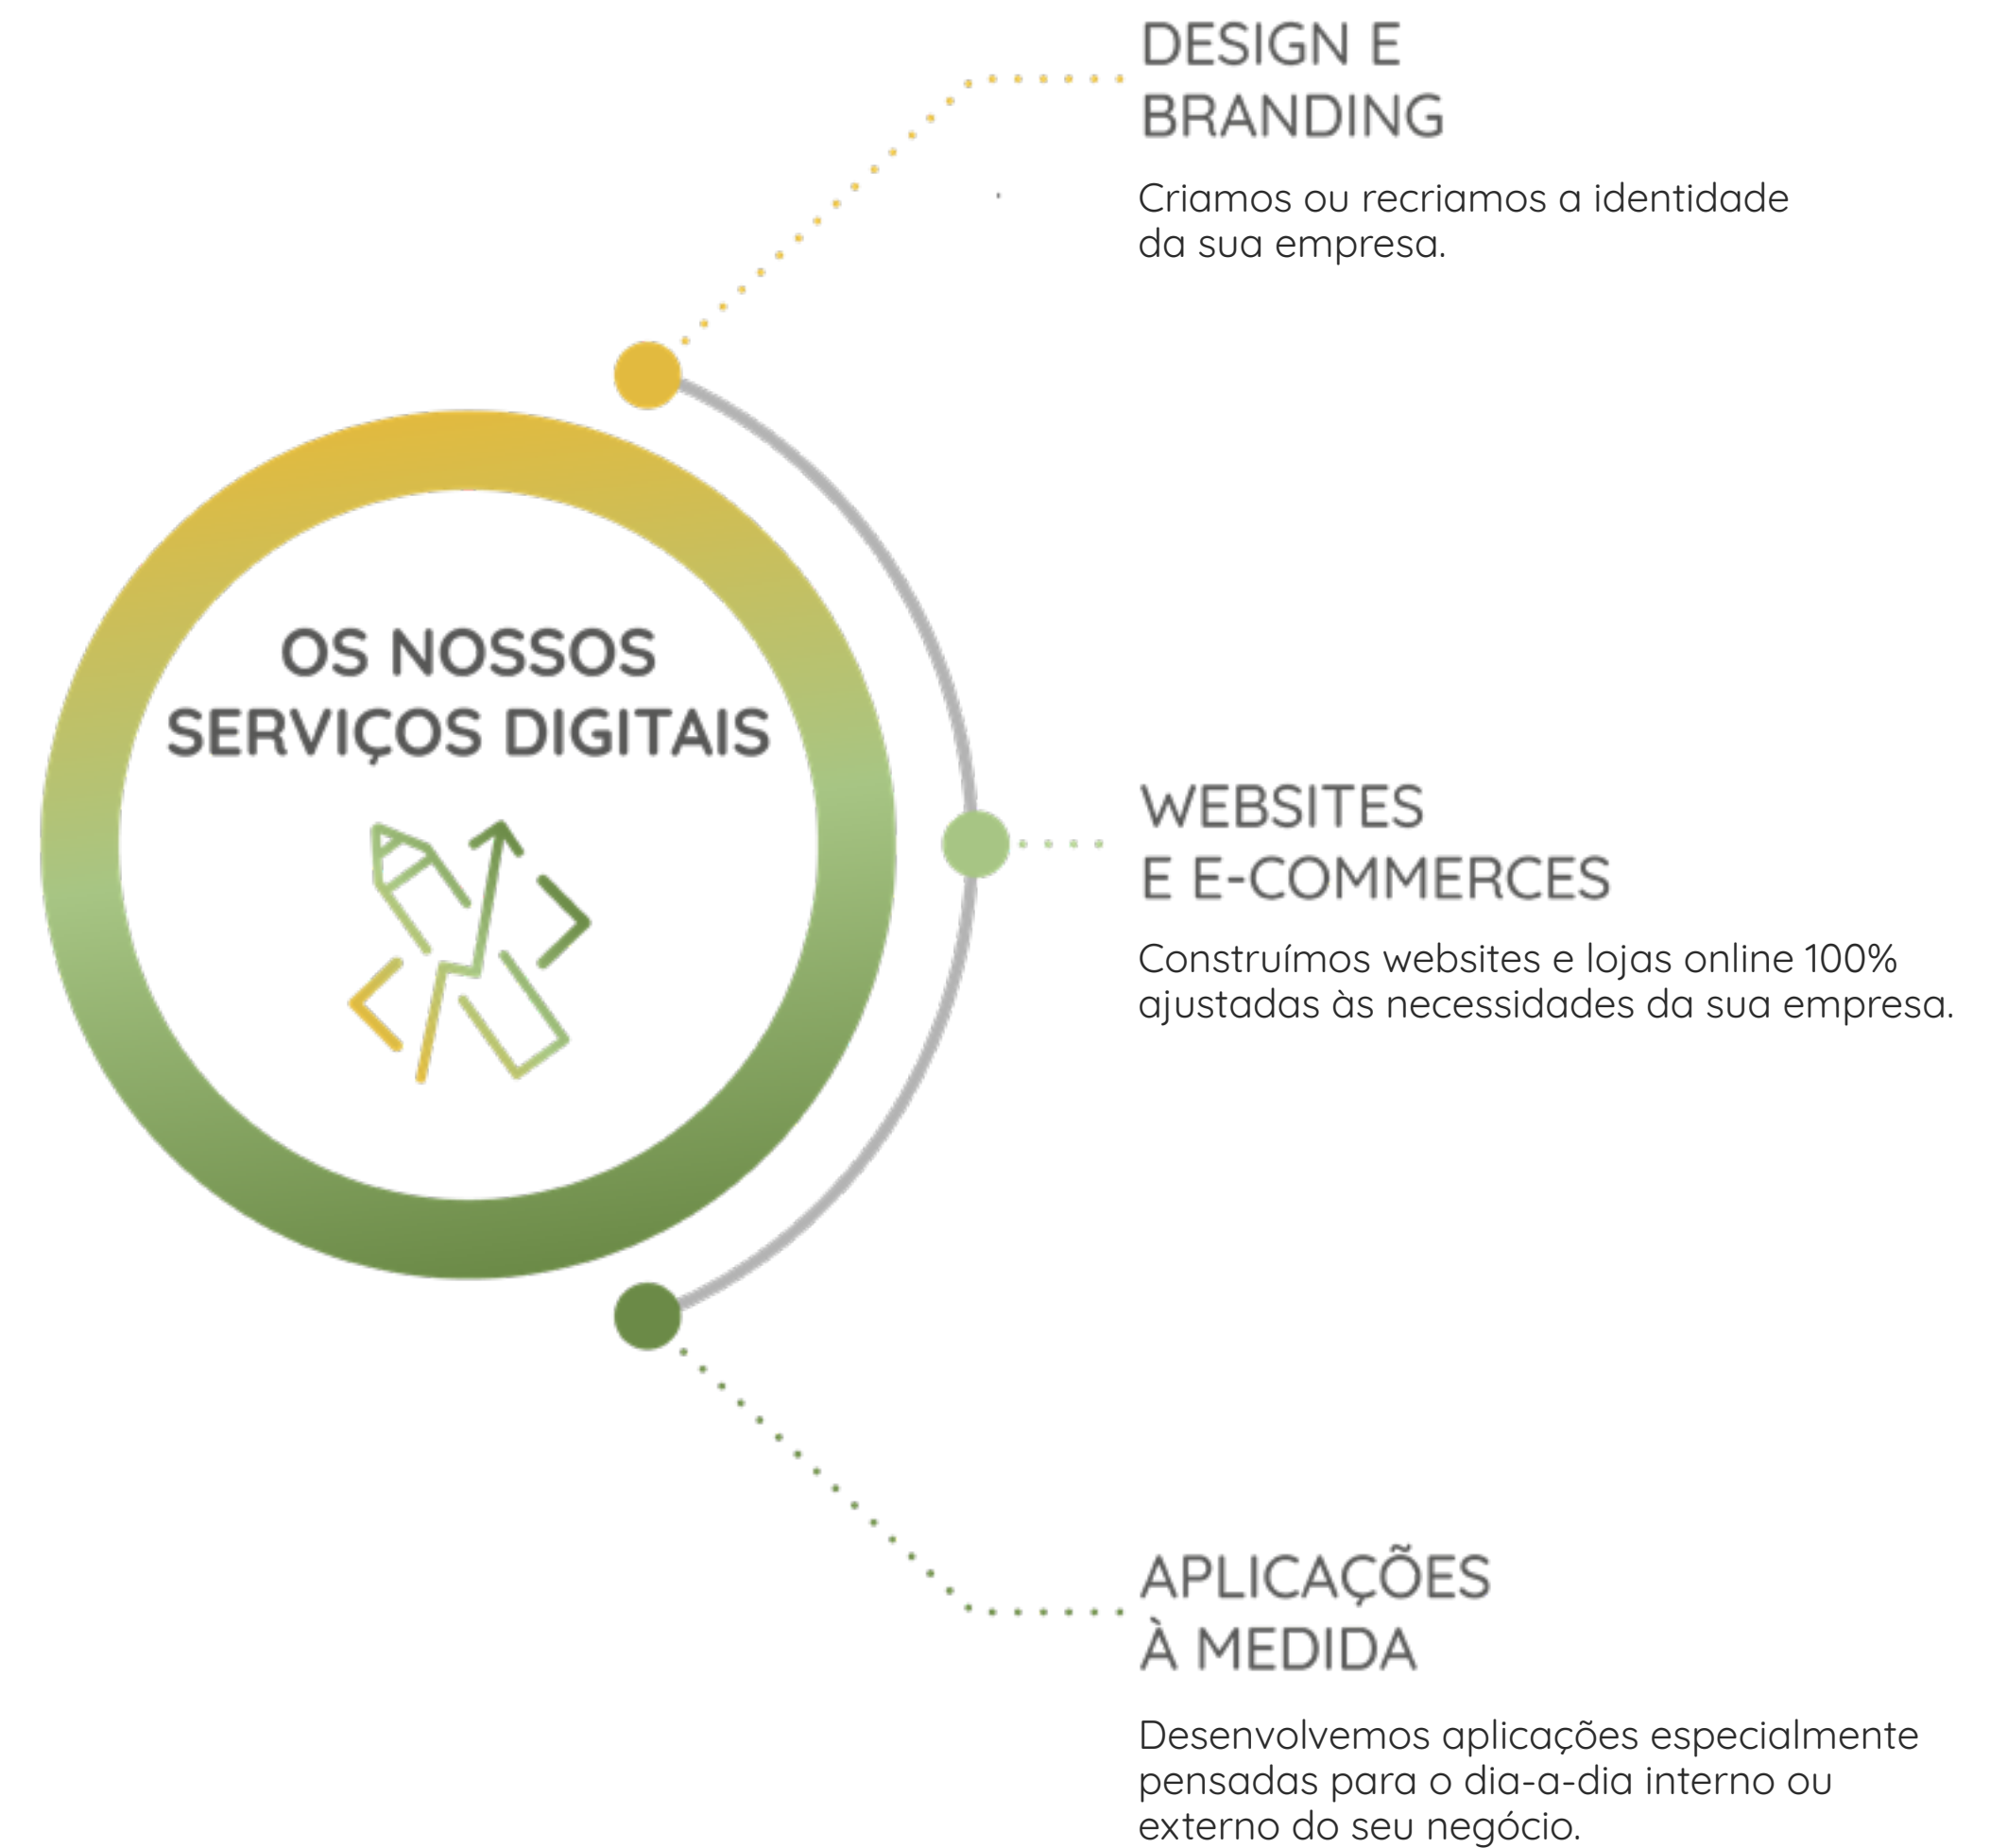 OS NOSSOS
SERVIÇOS DIGITAIS
DESIGN E
BRANDING
Criamos ou recriamos a identidade
da sua empresa.
WEBSITES
E E-COMMERCES
Construímos websites e lojas online 100%
ajustadas às necessidades da sua empresa.
APLICAÇÕES
À MEDIDA
Desenvolvemos aplicações especialmente
pensadas para o dia-a-dia interno ou
externo do seu negócio.